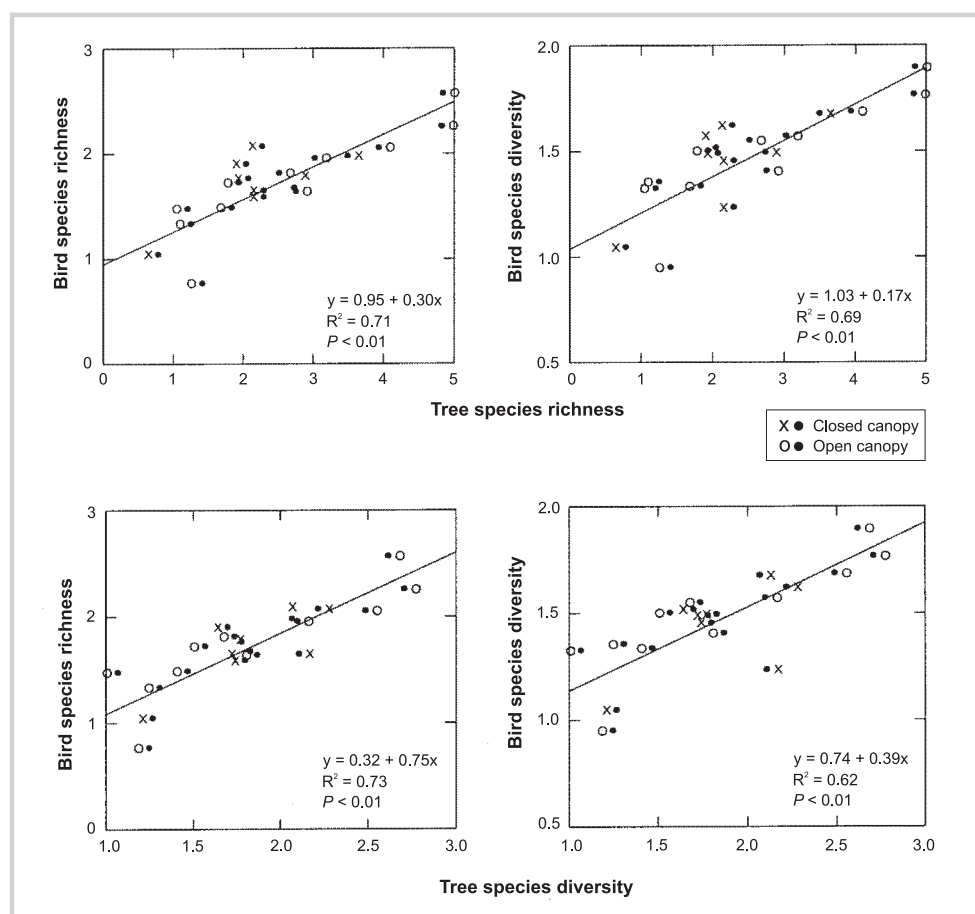 3
2
1
0
Bird species richness
y = 0.95 + 0.30x
R² = 0.71
P < 0.01
0 1 2 3 4 5
2.0
1.5
1.0
0.5
Bird species diversity
y = 1.03 + 0.17x
R² = 0.69
P < 0.01
0 1 2 3 4 5
Tree species richness
X● Closed canopy
O● Open canopy
3
2
1
0
Bird species richness
y = 0.32 + 0.75x
R² = 0.73
P < 0.01
1.0 1.5 2.0 2.5 3.0
2.0
1.5
1.0
0.5
Bird species diversity
y = 0.74 + 0.39x
R² = 0.62
P < 0.01
1.0 1.5 2.0 2.5 3.0
Tree species diversity